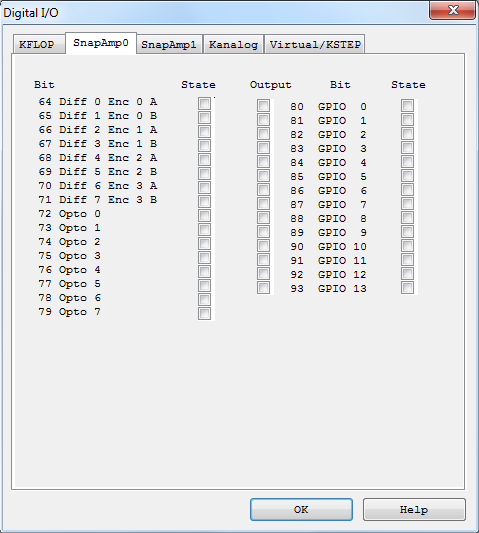 Digital I/O
KFLOP SnapAmp0 SnapAmp1 Kanalog Virtual/KSTEP
Bit State Output Bit State
64 Diff 0 Enc 0 A 80 GPIO 0
65 Diff 1 Enc 0 B 81 GPIO 1
66 Diff 2 Enc 1 A 82 GPIO 2
67 Diff 3 Enc 1 B 83 GPIO 3
68 Diff 4 Enc 2 A 84 GPIO 4
69 Diff 5 Enc 2 B 85 GPIO 5
70 Diff 6 Enc 3 A 86 GPIO 6
71 Diff 7 Enc 3 B 87 GPIO 7
72 Opto 0 88 GPIO 8
73 Opto 1 89 GPIO 9
74 Opto 2 90 GPIO 10
75 Opto 3 91 GPIO 11
76 Opto 4 92 GPIO 12
77 Opto 5 93 GPIO 13
78 Opto 6
79 Opto 7
OK Help